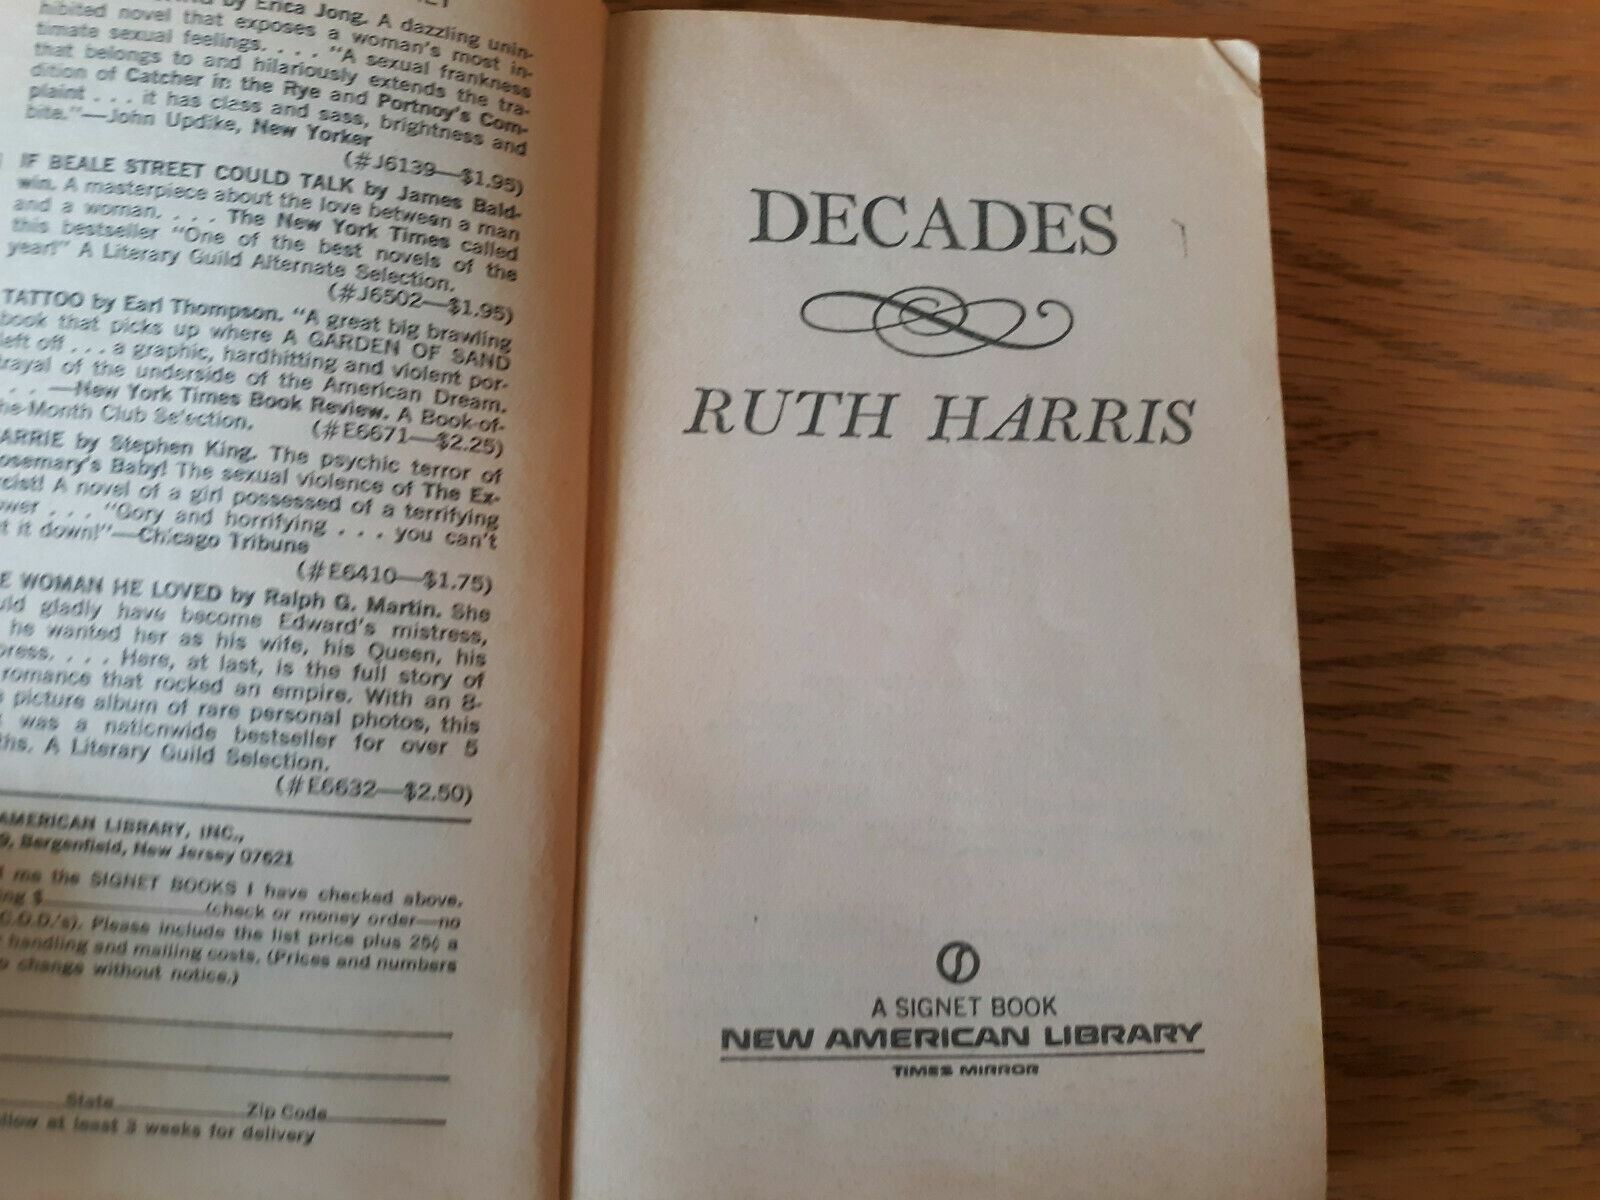 by Erica Jong. A dazzling unin-
hibited novel that exposes a woman's most in-
timate sexual feelings. . . . "A sexual frankness
that belongs to and hilariously extends the tra-
dition of Catcher in the Rye and Portnoy's Com-
plaint . . . it has class and sass, brightness and
bite."—John Updike, New Yorker
(#J6139—$1.95)
IF BEALE STREET COULD TALK by James Bald-
win. A masterpiece about the love between a man
and a woman. . . . The New York Times called
this bestseller "One of the best novels of the
year!" A Literary Guild Alternate Selection.
(#J6502—$1.95)
TATTOO by Earl Thompson. "A great big brawling
book that picks up where A GARDEN OF SAND
left off . . . a graphic, hardhitting and violent por-
trayal of the underside of the American Dream.
. . . —New York Times Book Review. A Book-of-
he-Month Club Selection.
(#E6671—$2.25)
ARRIE by Stephen King. The psychic terror of
osemary's Baby! The sexual violence of The Ex-
rcist! A novel of a girl possessed of a terrifying
ower . . . "Gory and horrifying . . . you can't
t it down!"—Chicago Tribune
(#E6410—$1.75)
E WOMAN HE LOVED by Ralph G. Martin. She
uld gladly have become Edward's mistress,
he wanted her as his wife, his Queen, his
press. . . . Here, at last, is the full story of
romance that rocked an empire. With an 8-
picture album of rare personal photos, this
was a nationwide bestseller for over 5
ths. A Literary Guild Selection.
(#E6632—$2.50)
AMERICAN LIBRARY, INC.,
9, Bergenfield, New Jersey 07621
me the SIGNET BOOKS I have checked above.
ing $ (check or money order—no
C.O.D.'s). Please include the list price plus 25¢ a
handling and mailing costs. (Prices and numbers
o change without notice.)
State Zip Code
llow at least 3 weeks for delivery
DECADES
RUTH HARRIS
A SIGNET BOOK
NEW AMERICAN LIBRARY
TIMES MIRROR